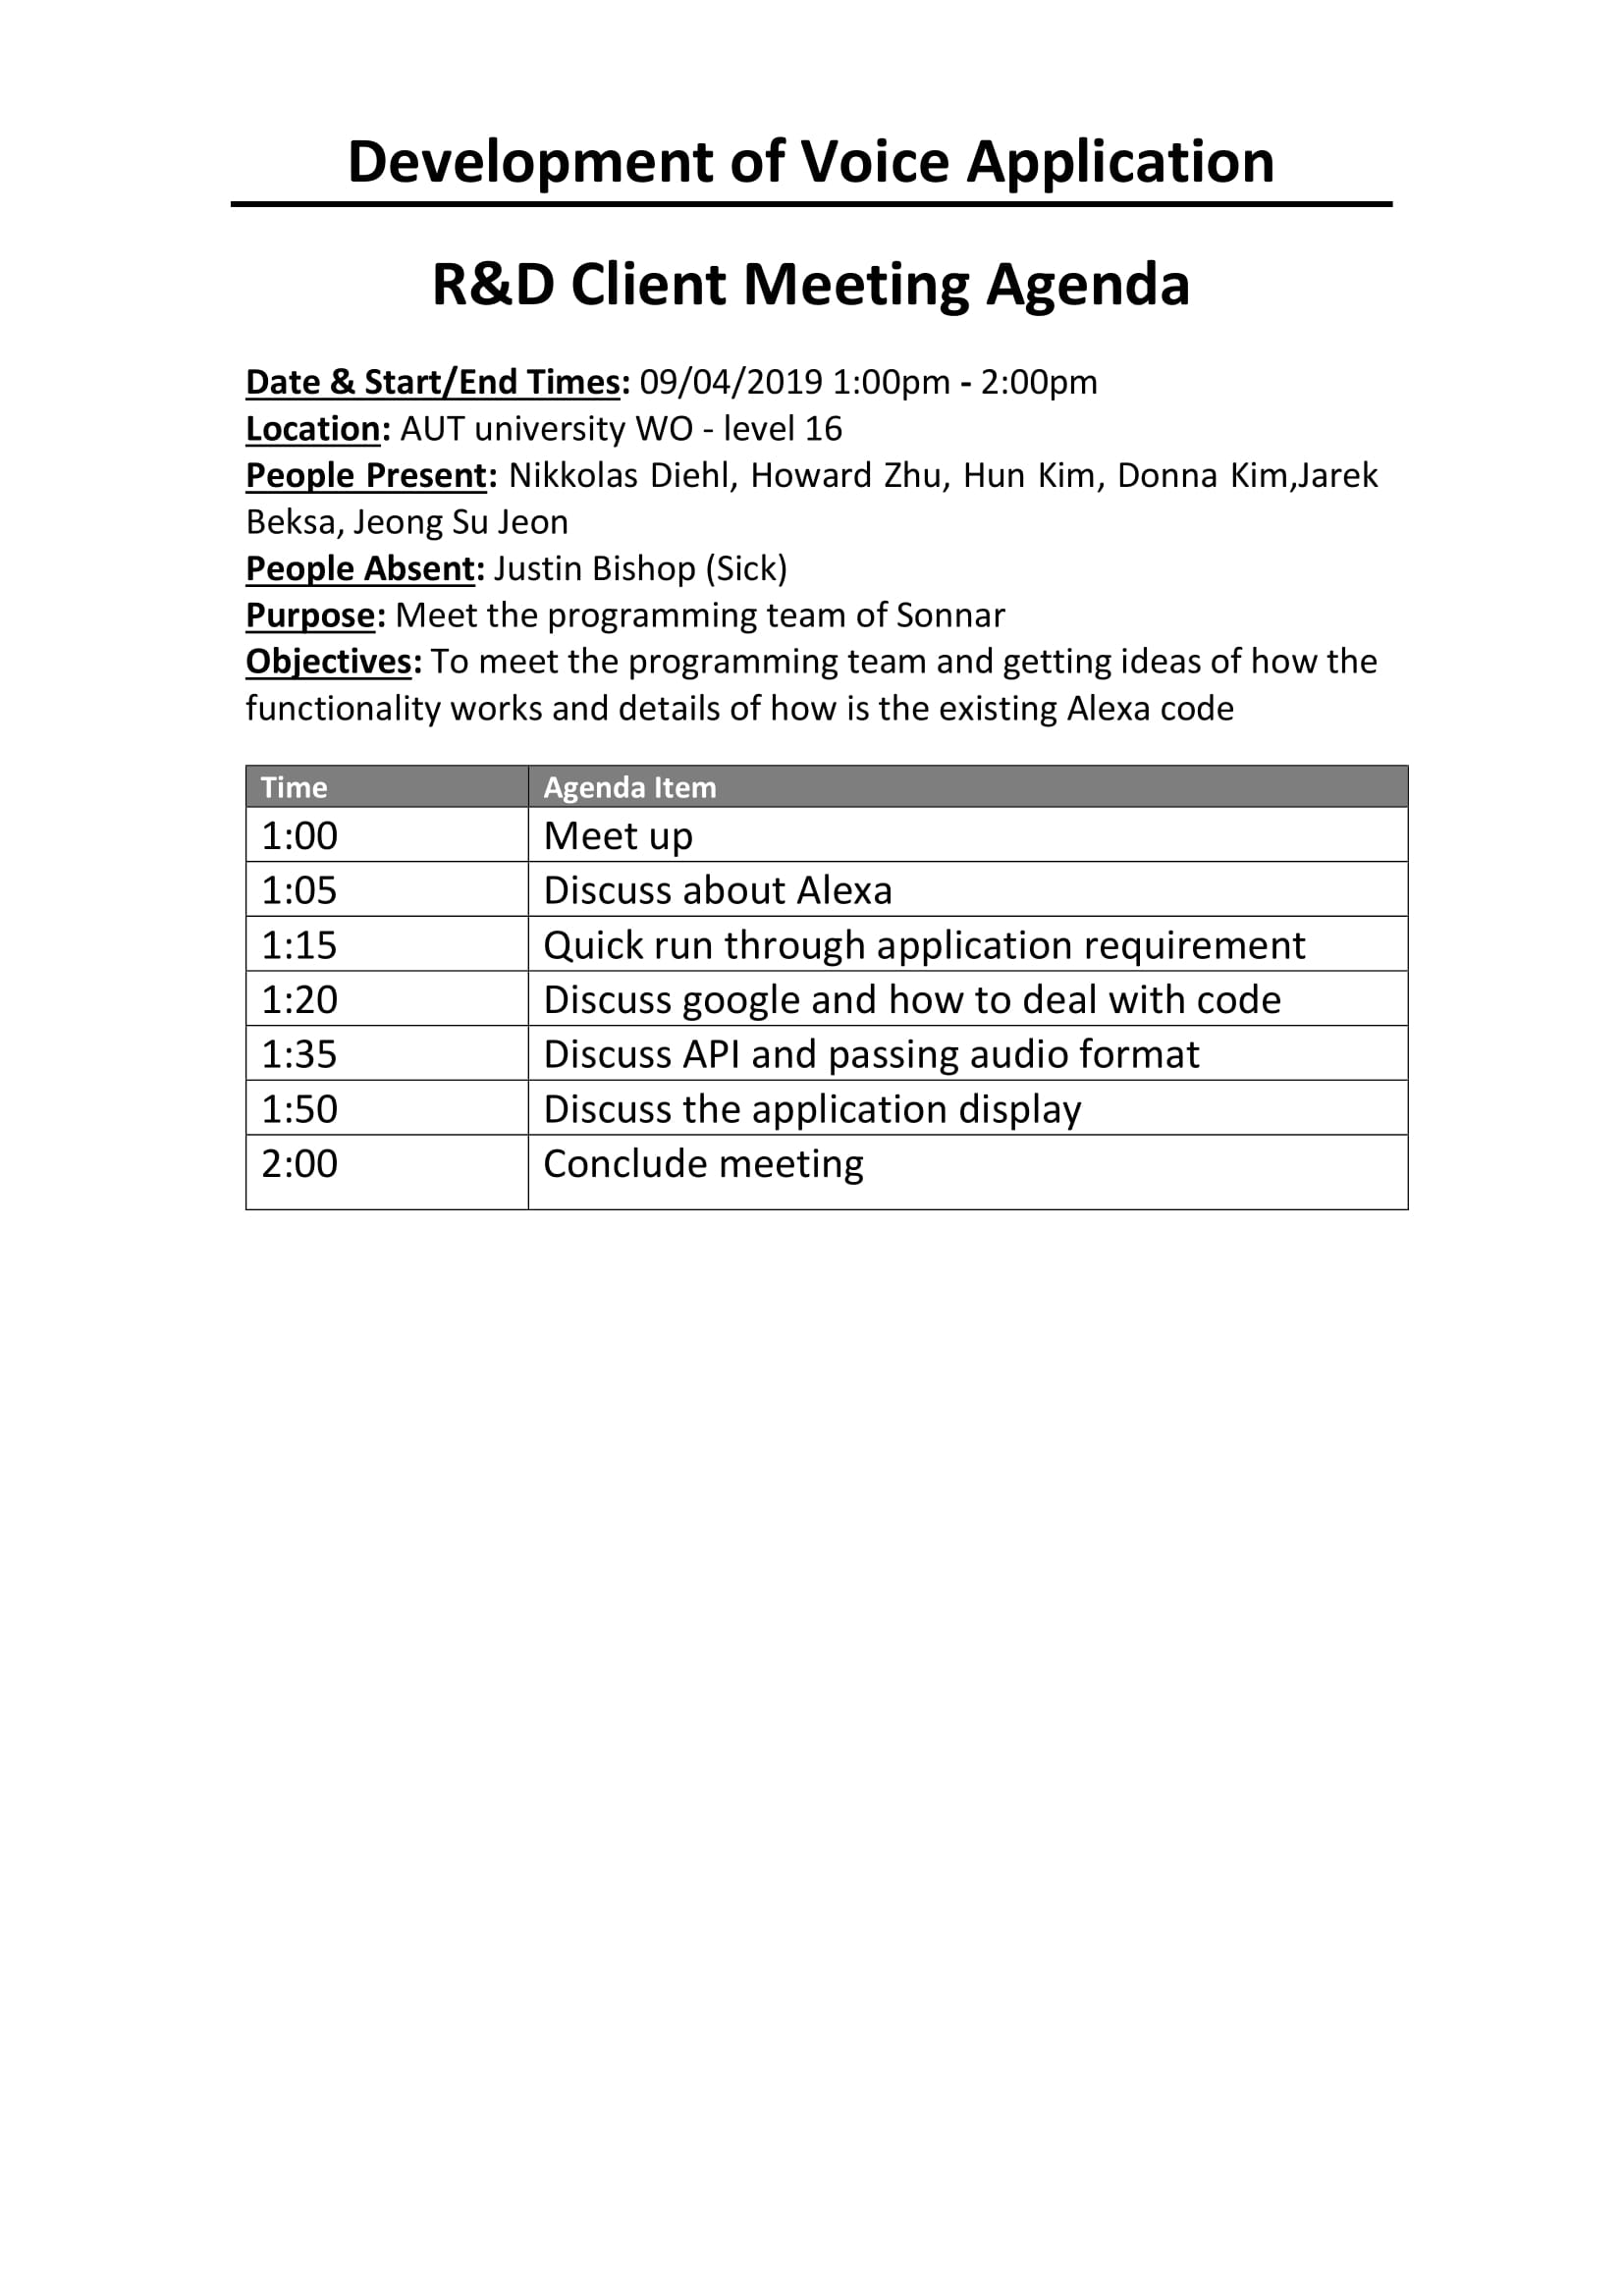 Development of Voice Application
R&D Client Meeting Agenda
Date & Start/End Times: 09/04/2019 1:00pm - 2:00pm
Location: AUT university WO - level 16
People Present: Nikkolas Diehl, Howard Zhu, Hun Kim, Donna Kim,Jarek
Beksa, Jeong Su Jeon
People Absent: Justin Bishop (Sick)
Purpose: Meet the programming team of Sonnar
Objectives: To meet the programming team and getting ideas of how the
functionality works and details of how is the existing Alexa code
Time Agenda Item
1:00 Meet up
1:05 Discuss about Alexa
1:15 Quick run through application requirement
1:20 Discuss google and how to deal with code
1:35 Discuss API and passing audio format
1:50 Discuss the application display
2:00 Conclude meeting